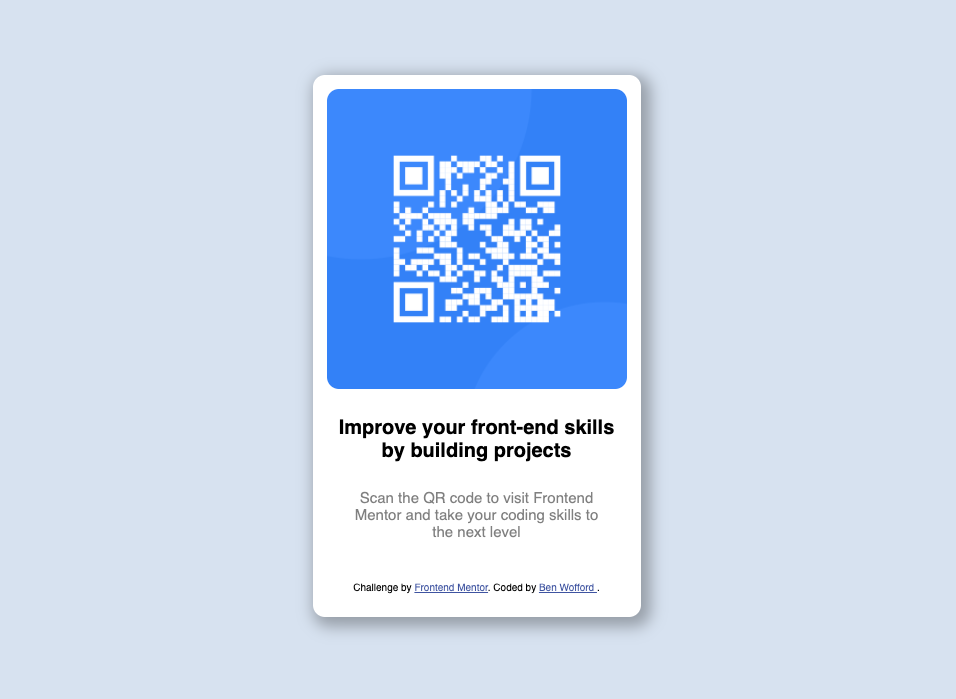 Improve your front-end skills
by building projects
Scan the QR code to visit Frontend
Mentor and take your coding skills to
the next level
Challenge by Frontend Mentor. Coded by Ben Wofford .